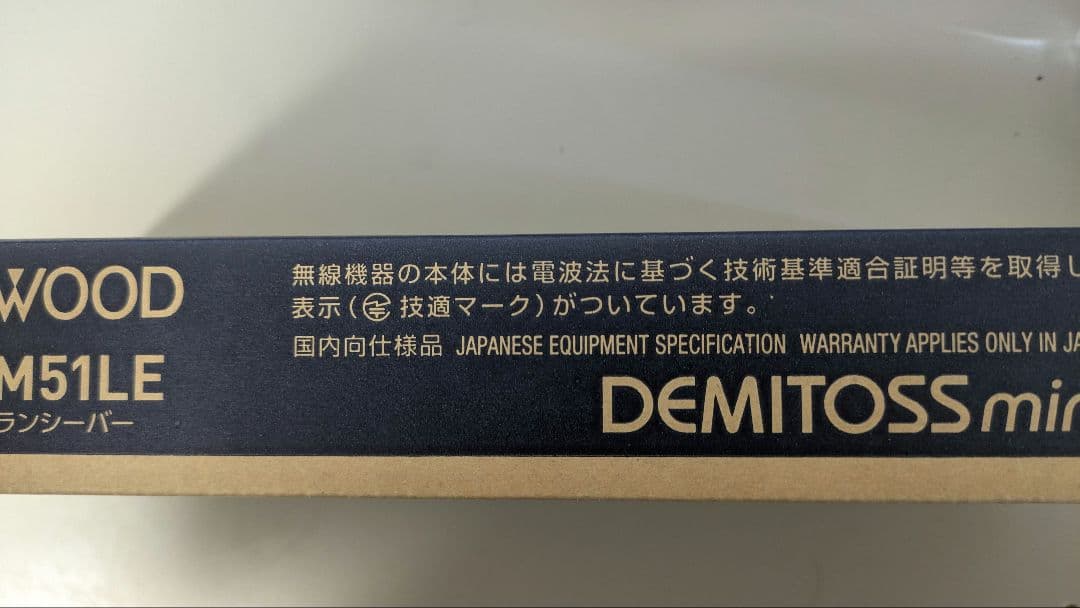 WOOD
M51LE
ランシーバー
無線機器の本体には電波法に基づく技術基準適合証明等を取得し
表示(技適マーク)がついています。
国内向仕様品 JAPANESE EQUIPMENT SPECIFICATION WARRANTY APPLIES ONLY IN JA
DEMITOSS min